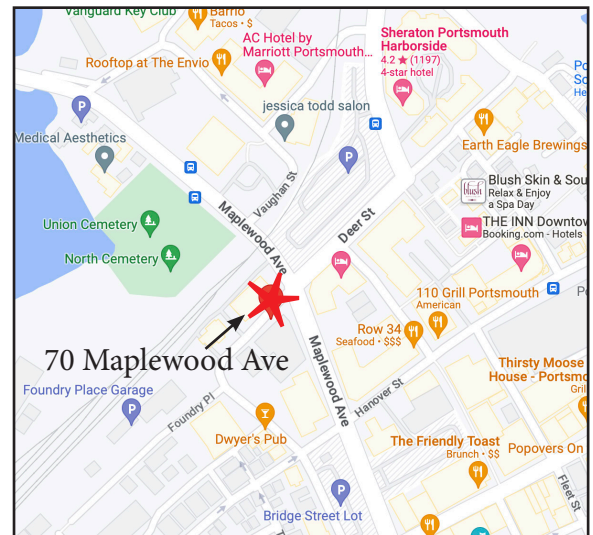 Vanguard Key Club
Barrio
Tacos • $
AC Hotel by
Marriott Portsmouth...
Sheraton Portsmouth
Harborside
4.2 ★ (1197)
4-star hotel
Rooftop at The Envio
P
jessica todd salon
Medical Aesthetics
P
Earth Eagle Brewings
Blush Skin & Sou
Relax & Enjoy
a Spa Day
blush
Vaughan St
Maplewood Ave
Deer St
Union Cemetery
North Cemetery
THE INN Downtow
Booking.com - Hotels
110 Grill Portsmouth
American
Row 34
Seafood • $$$
70 Maplewood Ave
Maplewood Ave
Thirsty Moose
House - Portsmo
Gril
Foundry Place Garage
P
Foundry Pl
Hanover St
Dwyer's Pub
The Friendly Toast
Brunch • $$
Popovers On
Fleet St
P
Bridge Street Lot